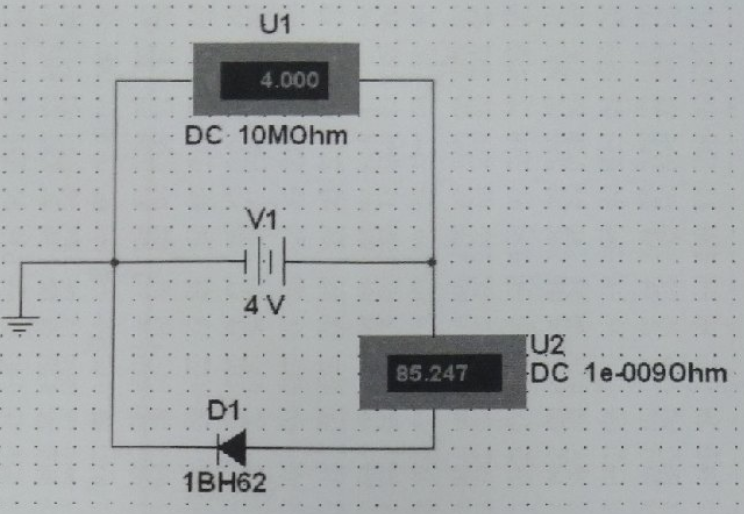 U1
4.000
DC 10MOhm
V1
4 V
U2
85.247
DC 1e-009Ohm
D1
1BH62